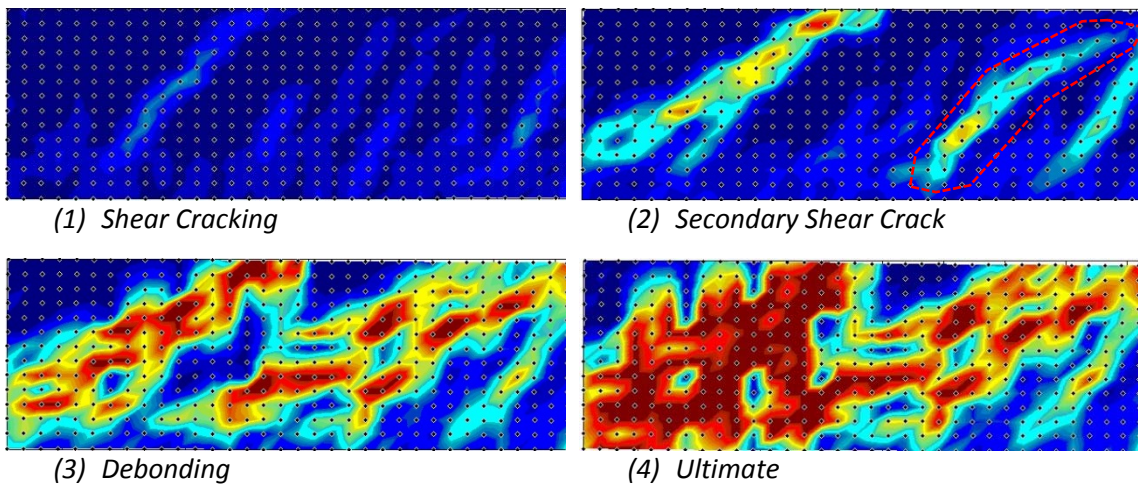 (1) Shear Cracking
(2) Secondary Shear Crack
(3) Debonding
(4) Ultimate